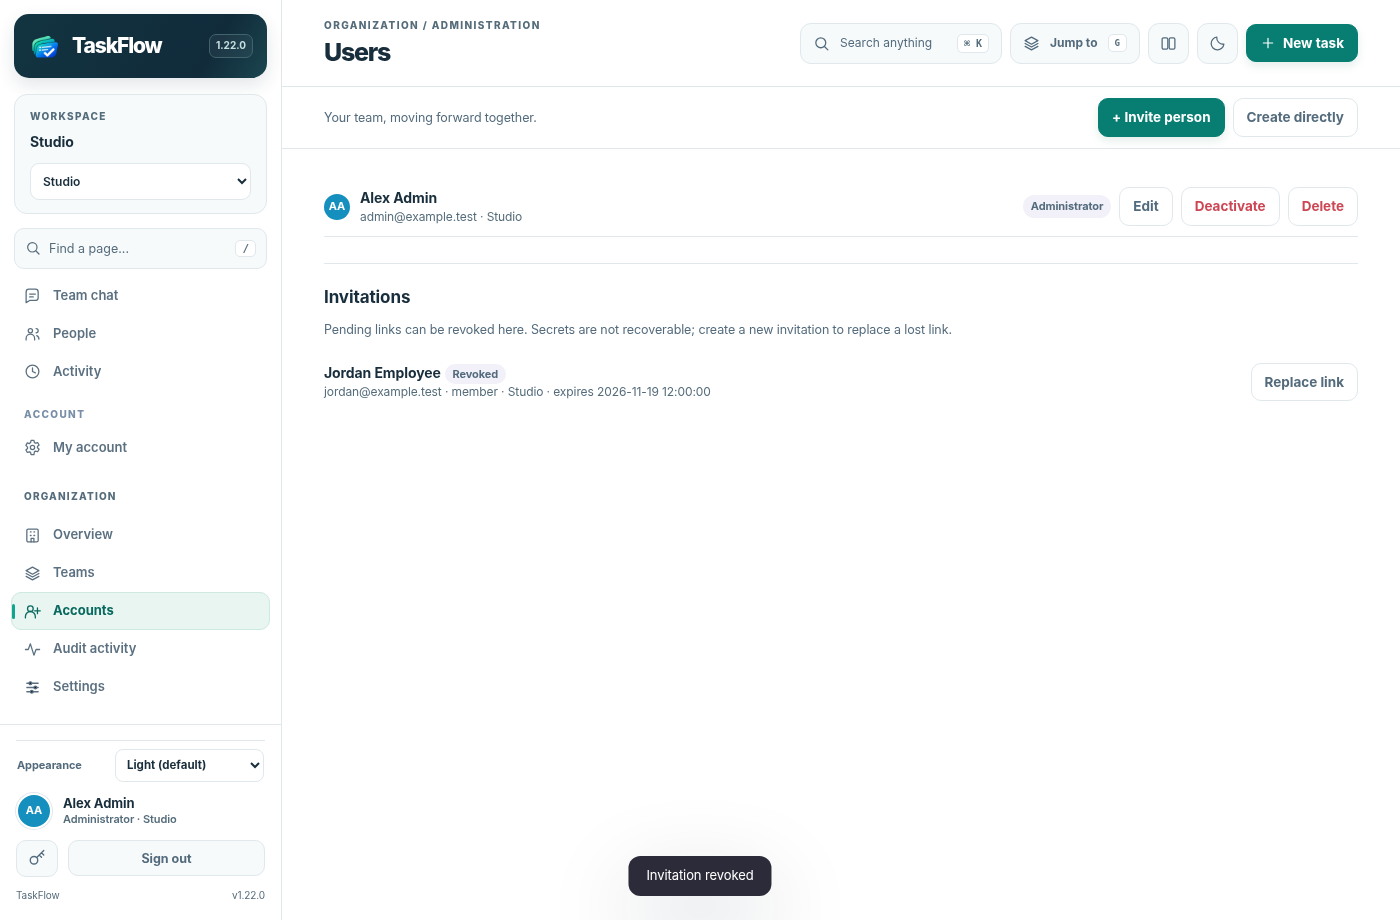 TaskFlow
1.22.0
WORKSPACE
Studio
Studio
Find a page...
/
Team chat
People
Activity
ACCOUNT
My account
ORGANIZATION
Overview
Teams
Accounts
Audit activity
Settings
Appearance
Light (default)
AA
Alex Admin
Administrator · Studio
Sign out
TaskFlow
v1.22.0
ORGANIZATION / ADMINISTRATION
Users
Search anything
⌘ K
Jump to
G
New task
Your team, moving forward together.
+ Invite person
Create directly
AA
Alex Admin
admin@example.test · Studio
Administrator
Edit
Deactivate
Delete
Invitations
Pending links can be revoked here. Secrets are not recoverable; create a new invitation to replace a lost link.
Jordan Employee
Revoked
jordan@example.test · member · Studio · expires 2026-11-19 12:00:00
Replace link
Invitation revoked